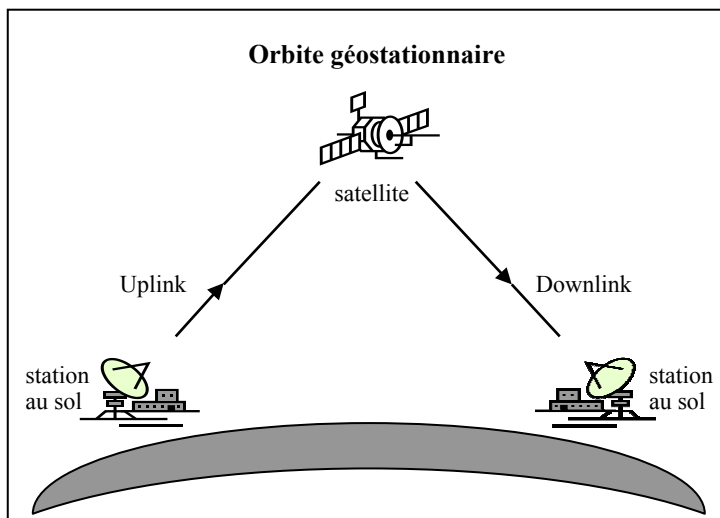 Orbite géostationnaire
satellite
Uplink
Downlink
station
au sol
station
au sol